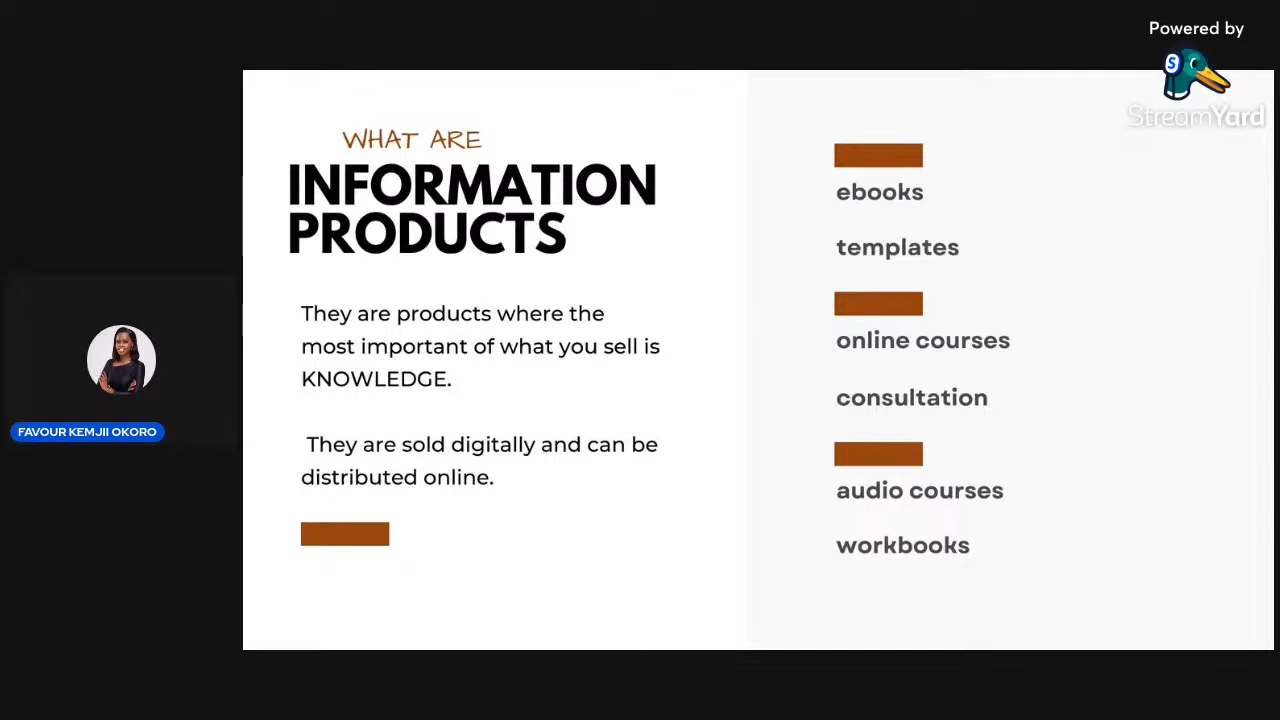 Powered by
StreamYard
WHAT ARE
INFORMATION
PRODUCTS
They are products where the
most important of what you sell is
KNOWLEDGE.
They are sold digitally and can be
distributed online.
ebooks
templates
online courses
consultation
audio courses
workbooks
FAVOUR KEMJII OKORO